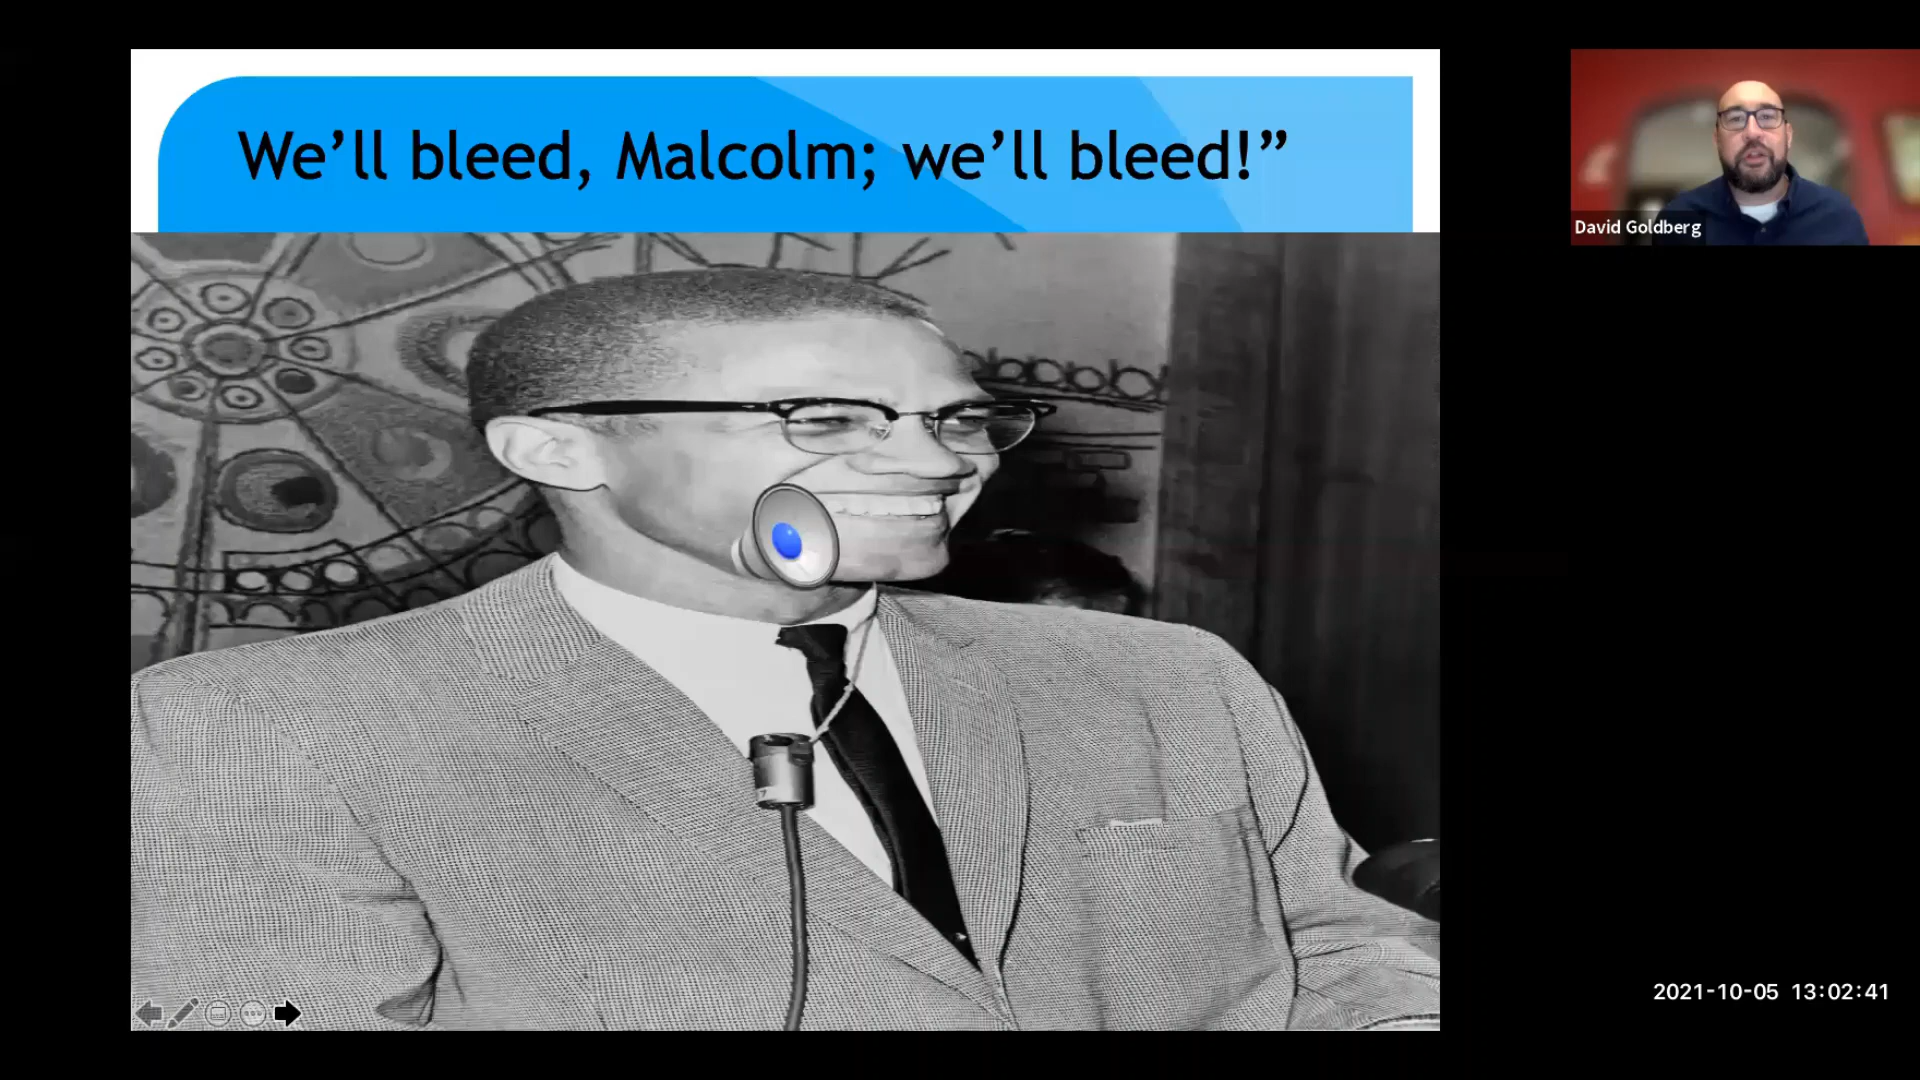 We’ll bleed, Malcolm; we’ll bleed!”
David Goldberg
2021-10-05 13:02:41